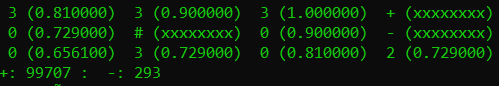 3 (0.810000) 3 (0.900000) 3 (1.000000) + (xxxxxxxx)
0 (0.729000) # (xxxxxxxx) 0 (0.900000) - (xxxxxxxx)
0 (0.656100) 3 (0.729000) 0 (0.810000) 2 (0.729000)
+: 99707 : -: 293